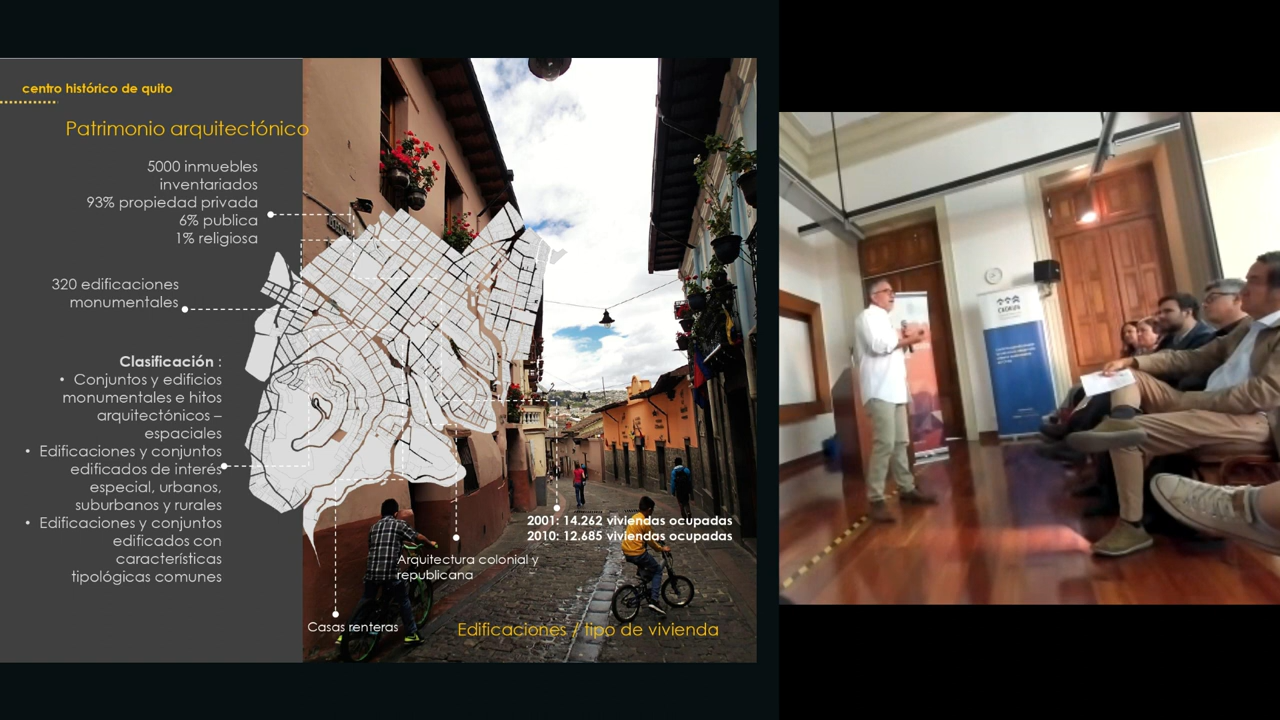 centro histórico de quito
Patrimonio arquitectónico
5000 inmuebles
inventariados
93% propiedad privada
6% publica
1% religiosa
320 edificaciones
monumentales
Clasificación :
• Conjuntos y edificios
monumentales e hitos
arquitectónicos –
espaciales
• Edificaciones y conjuntos
edificados de interés
especial, urbanos,
suburbanos y rurales
• Edificaciones y conjuntos
edificados con
características
tipológicas comunes
2001: 14.262 viviendas ocupadas
2010: 12.685 viviendas ocupadas
Arquitectura colonial y
republicana
Casas renteras
Edificaciones / tipo de vivienda